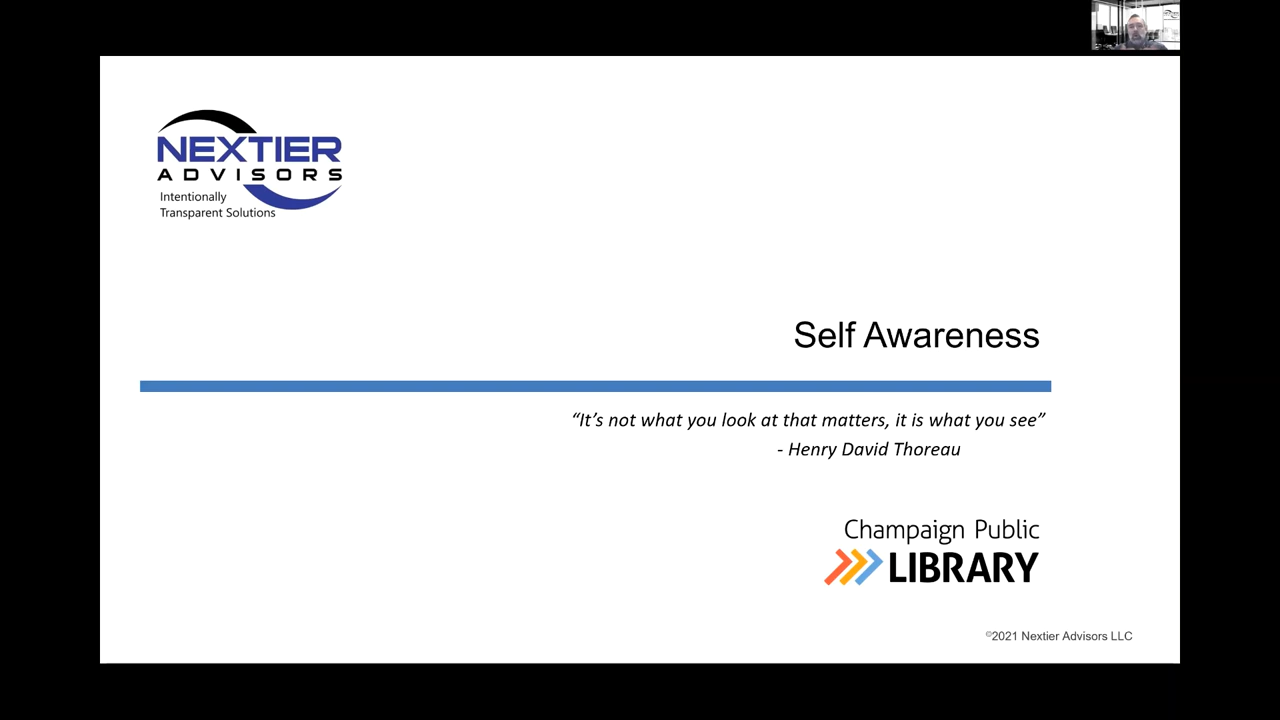 NEXTIER
ADVISORS
Intentionally
Transparent Solutions
Self Awareness
“It’s not what you look at that matters, it is what you see”
- Henry David Thoreau
Champaign Public
LIBRARY
©2021 Nextier Advisors LLC